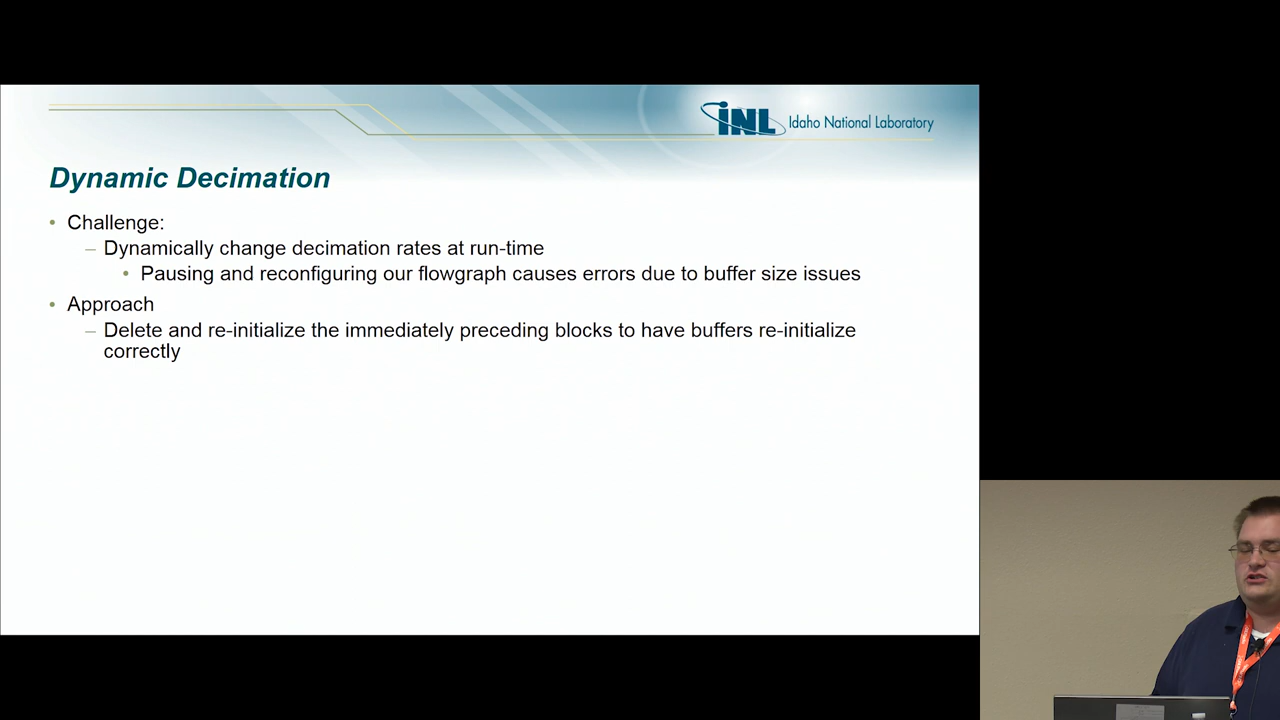 INL Idaho National Laboratory
Dynamic Decimation
• Challenge:
– Dynamically change decimation rates at run-time
• Pausing and reconfiguring our flowgraph causes errors due to buffer size issues
• Approach
– Delete and re-initialize the immediately preceding blocks to have buffers re-initialize
correctly